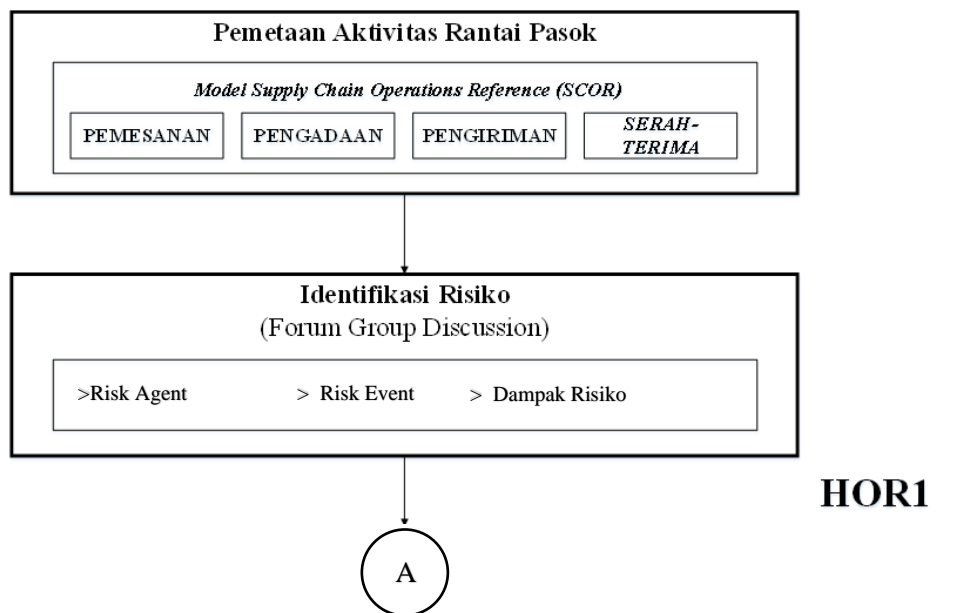 Pemetaan Aktivitas Rantai Pasok
Model Supply Chain Operations Reference (SCOR)
PEMESANAN PENGADAAN PENGIRIMAN SERAH-
TERIMA
Identifikasi Risiko
(Forum Group Discussion)
>Risk Agent > Risk Event > Dampak Risiko
HOR1
A